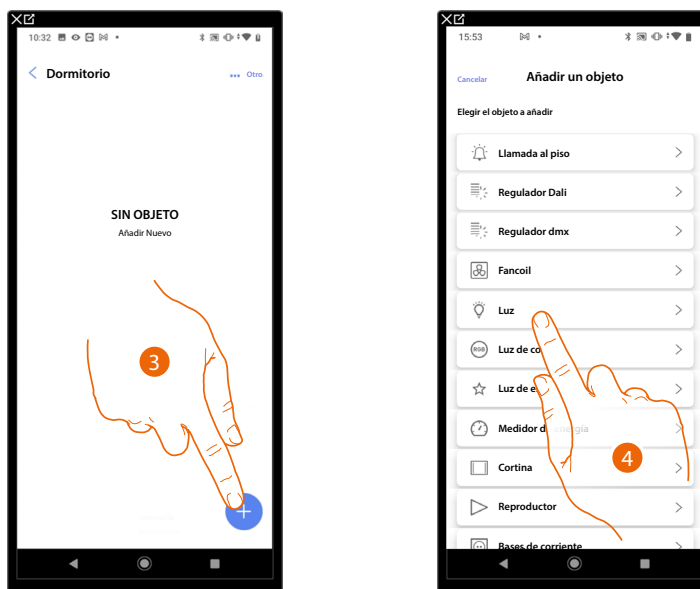 10:32
Dormitorio
Otro
SIN OBJETO
Añadir Nuevo
3
15:53
Cancelar
Añadir un objeto
Elegir el objeto a añadir
Llamada al piso
Regulador Dali
Regulador dmx
Fancoil
Luz
RGB Luz de co
Luz de e
Medidor d energía
4
Cortina
Reproductor
Bases de corriente